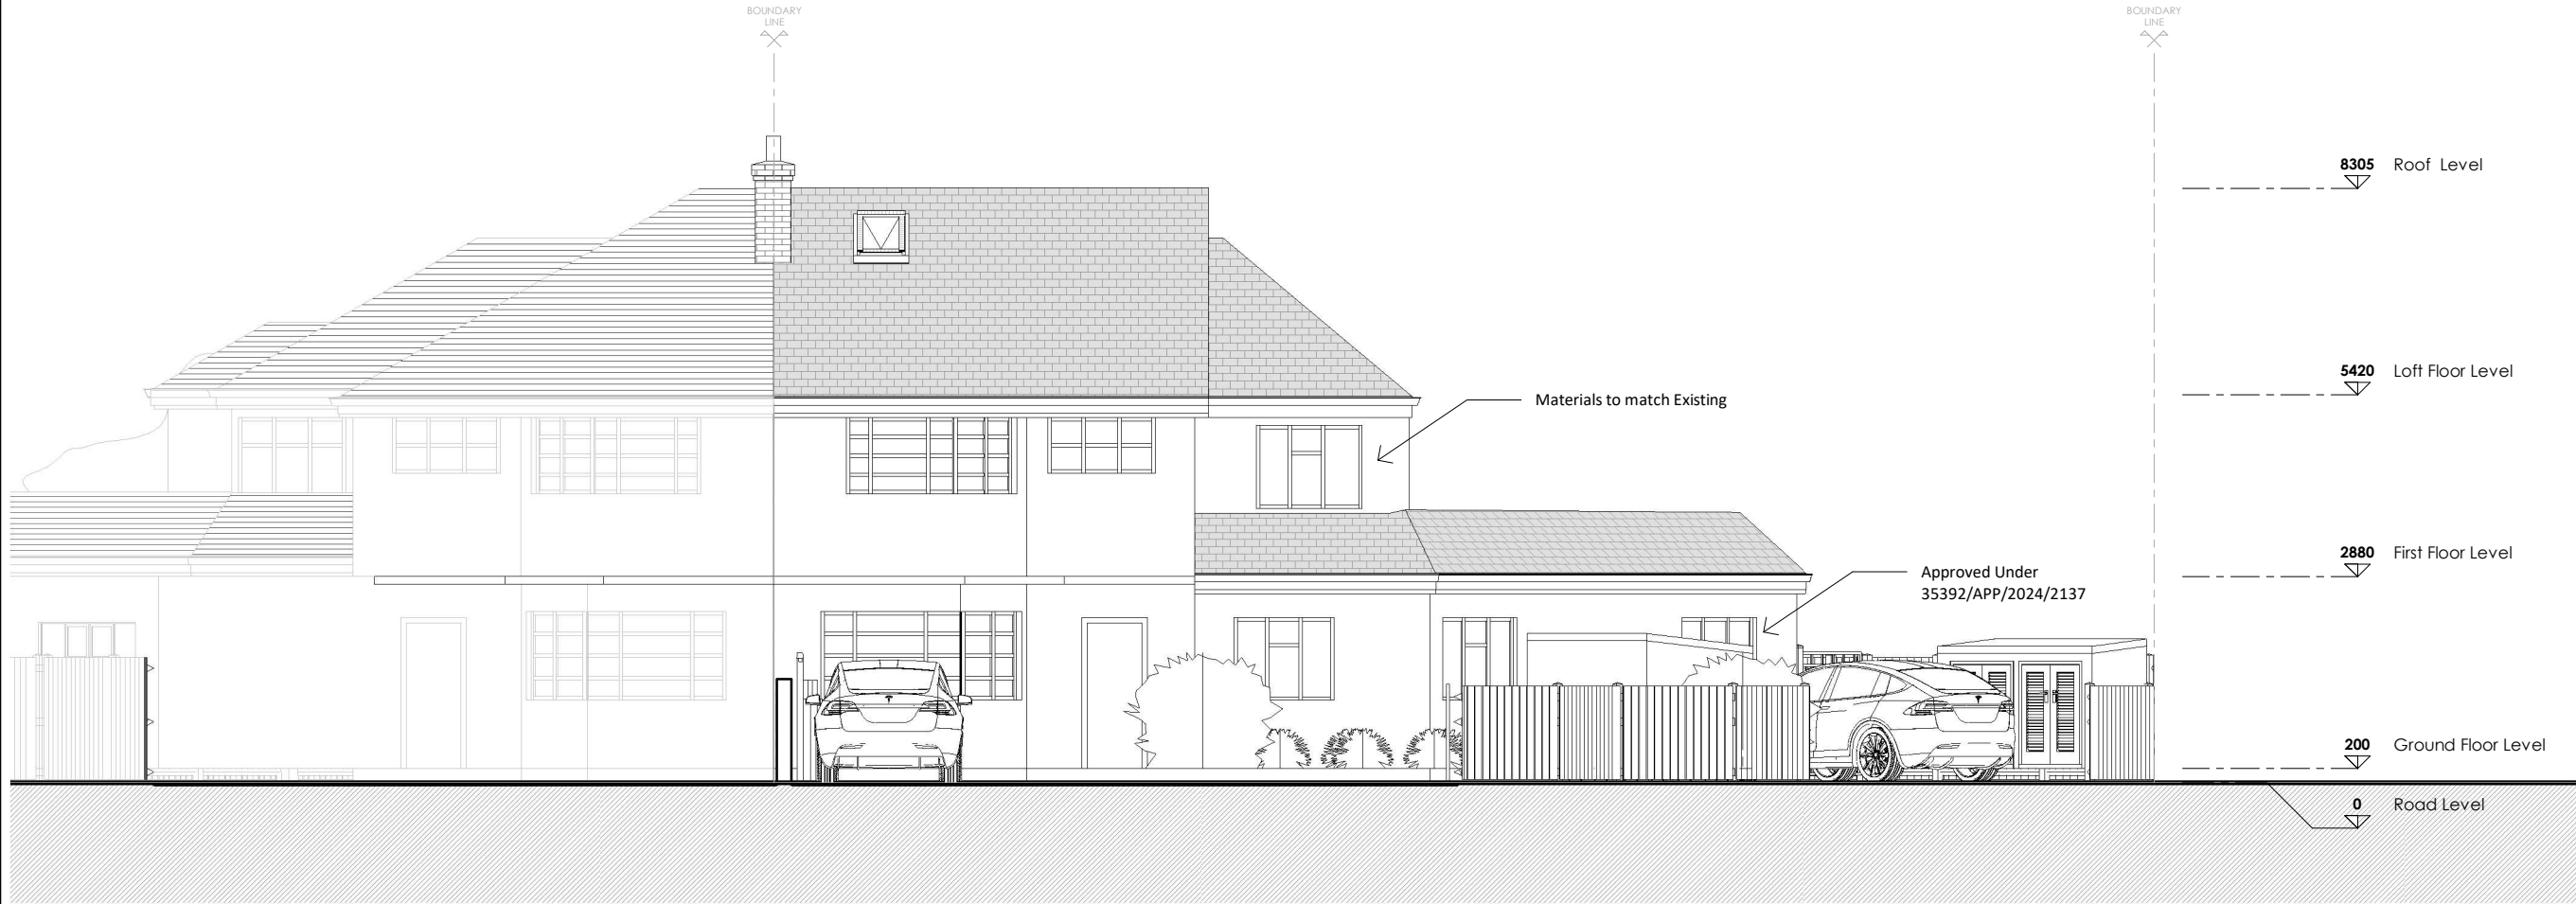 BOUNDARY
LINE
BOUNDARY
LINE
8305 Roof Level
5420 Loft Floor Level
Materials to match Existing
2880 First Floor Level
Approved Under
35392/APP/2024/2137
200 Ground Floor Level
0 Road Level